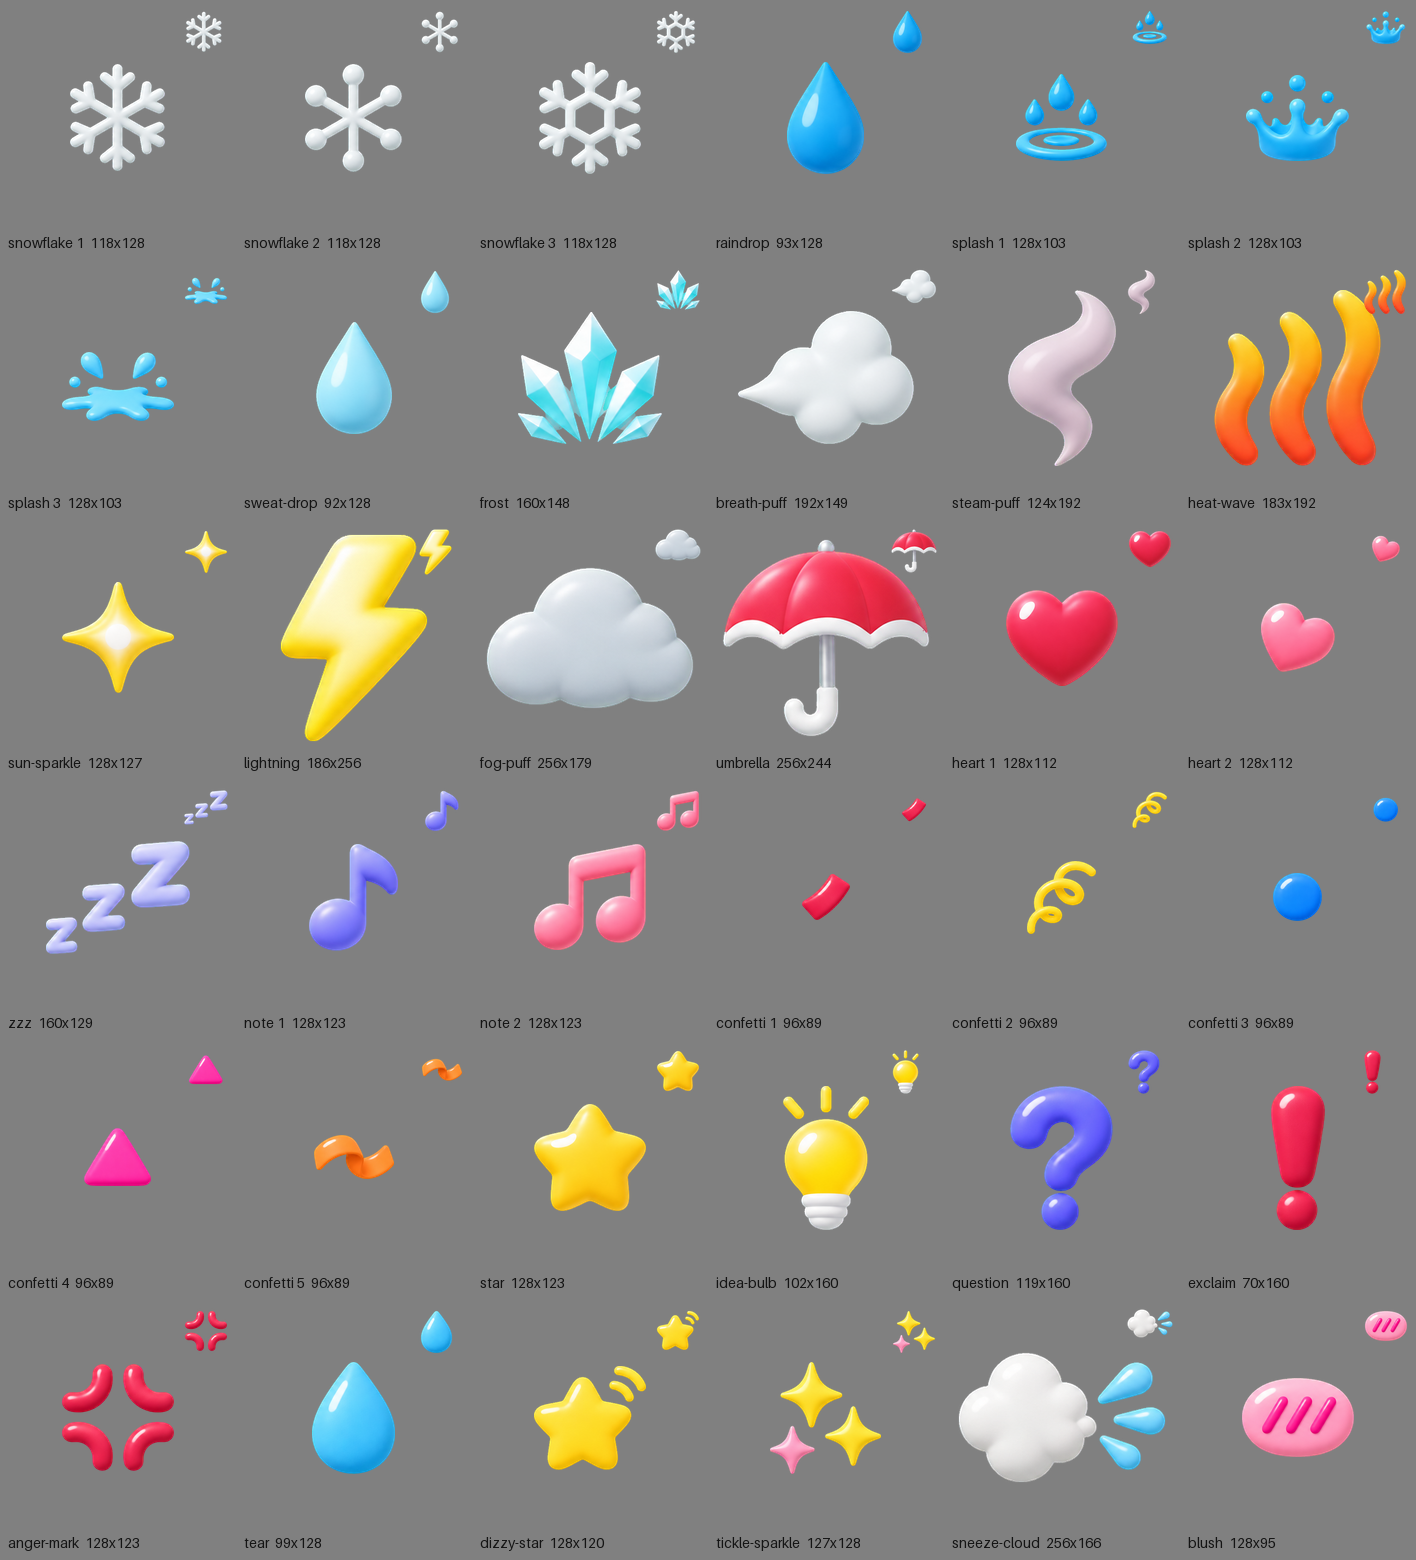 snowflake 1 118x128
snowflake 2 118x128
snowflake 3 118x128
raindrop 93x128
splash 1 128x103
splash 2 128x103
splash 3 128x103
sweat-drop 92x128
frost 160x148
breath-puff 192x149
steam-puff 124x192
heat-wave 183x192
sun-sparkle 128x127
lightning 186x256
fog-puff 256x179
umbrella 256x244
heart 1 128x112
heart 2 128x112
zzz 160x129
note 1 128x123
note 2 128x123
confetti 1 96x89
confetti 2 96x89
confetti 3 96x89
confetti 4 96x89
confetti 5 96x89
star 128x123
idea-bulb 102x160
question 119x160
exclaim 70x160
anger-mark 128x123
tear 99x128
dizzy-star 128x120
tickle-sparkle 127x128
sneeze-cloud 256x166
blush 128x95